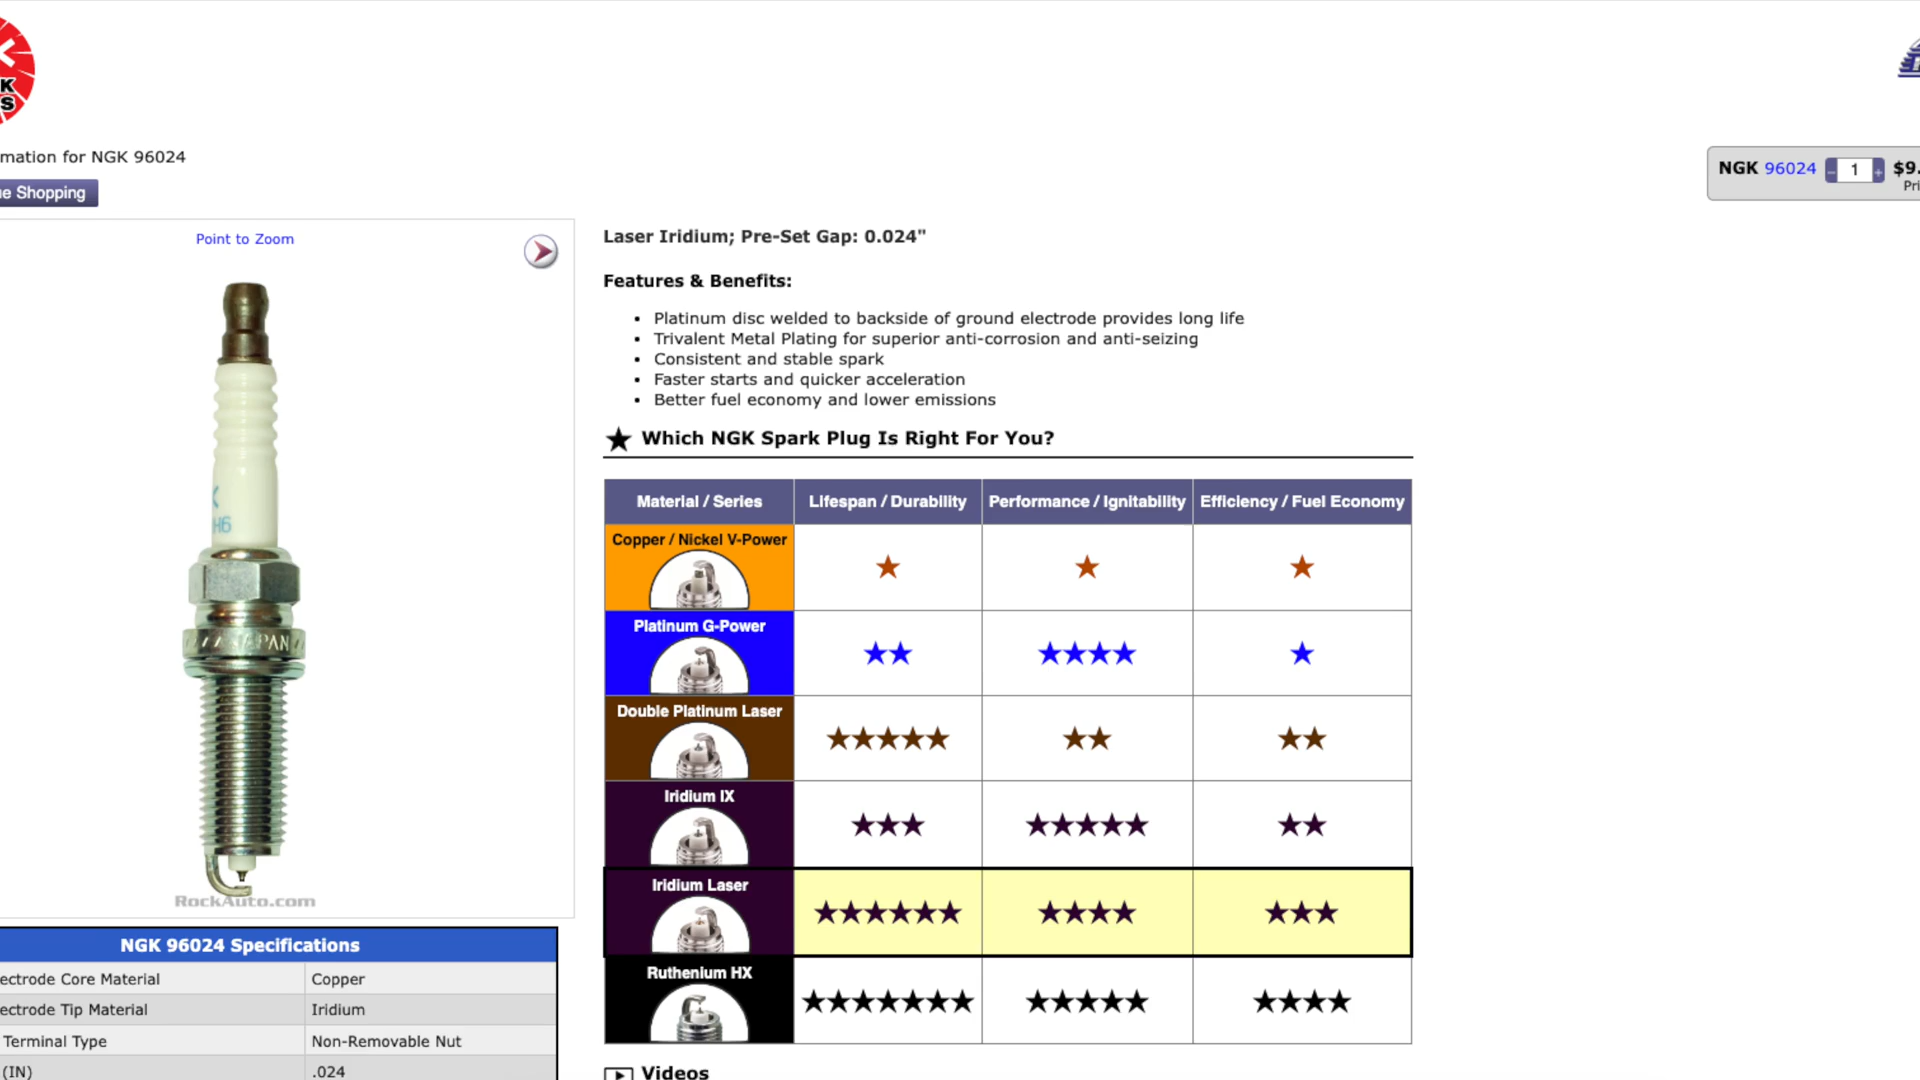 K
S
mation for NGK 96024
e Shopping
NGK 96024 - 1 + $9.
Pri
Point to Zoom
H6
JAPAN
RockAuto.com
Laser Iridium; Pre-Set Gap: 0.024"
Features & Benefits:
• Platinum disc welded to backside of ground electrode provides long life
• Trivalent Metal Plating for superior anti-corrosion and anti-seizing
• Consistent and stable spark
• Faster starts and quicker acceleration
• Better fuel economy and lower emissions
★ Which NGK Spark Plug Is Right For You?
Material / Series Lifespan / Durability Performance / Ignitability Efficiency / Fuel Economy
Copper / Nickel V-Power ★ ★ ★
Platinum G-Power ★★ ★★★★ ★
Double Platinum Laser ★★★★★ ★★ ★★
Iridium IX ★★★ ★★★★★ ★★
Iridium Laser ★★★★★★ ★★★★ ★★★
Ruthenium HX ★★★★★★★ ★★★★★ ★★★★
Videos
NGK 96024 Specifications
ectrode Core Material Copper
ectrode Tip Material Iridium
Terminal Type Non-Removable Nut
(IN) .024